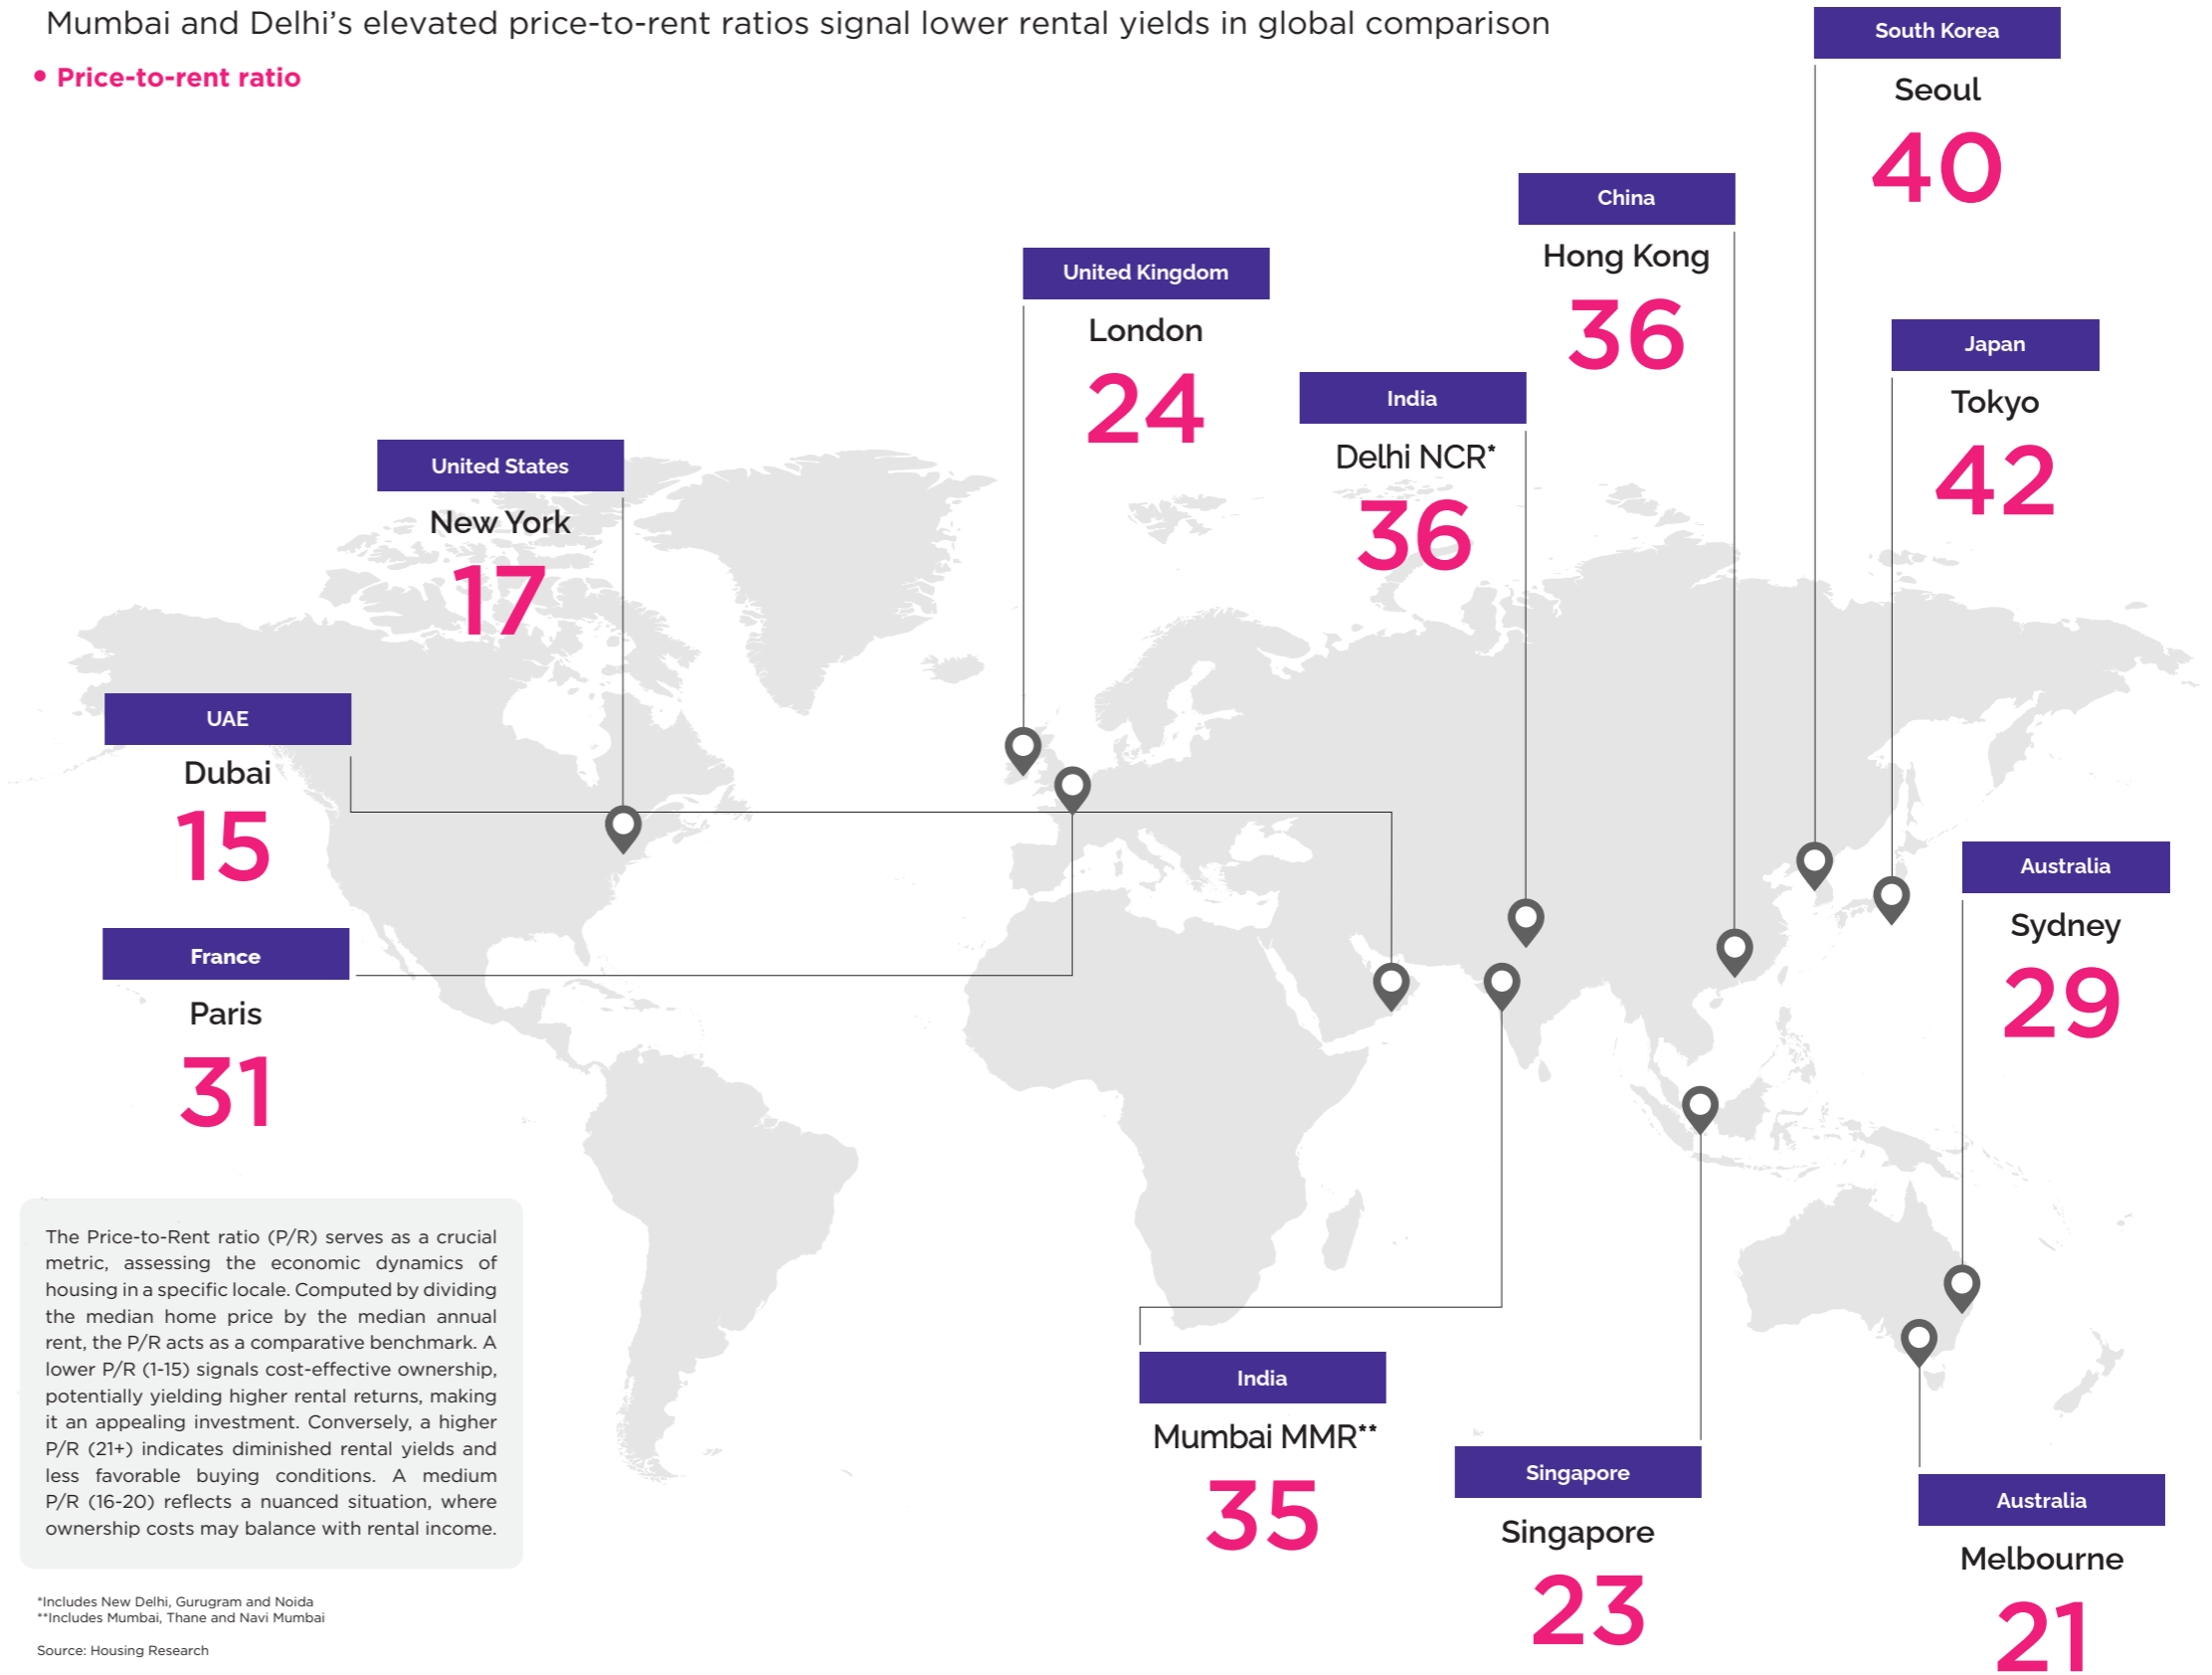 Mumbai and Delhi’s elevated price-to-rent ratios signal lower rental yields in global comparison
• Price-to-rent ratio
South Korea
Seoul
40
China
Hong Kong
36
United Kingdom
London
24
Japan
Tokyo
42
India
Delhi NCR*
36
United States
New York
17
UAE
Dubai
15
Australia
Sydney
29
France
Paris
31
The Price-to-Rent ratio (P/R) serves as a crucial
metric, assessing the economic dynamics of
housing in a specific locale. Computed by dividing
the median home price by the median annual
rent, the P/R acts as a comparative benchmark. A
lower P/R (1-15) signals cost-effective ownership,
potentially yielding higher rental returns, making
it an appealing investment. Conversely, a higher
P/R (21+) indicates diminished rental yields and
less favorable buying conditions. A medium
P/R (16-20) reflects a nuanced situation, where
ownership costs may balance with rental income.
India
Mumbai MMR**
35
Singapore
Singapore
23
Australia
Melbourne
21
*Includes New Delhi, Gurugram and Noida
**Includes Mumbai, Thane and Navi Mumbai
Source: Housing Research